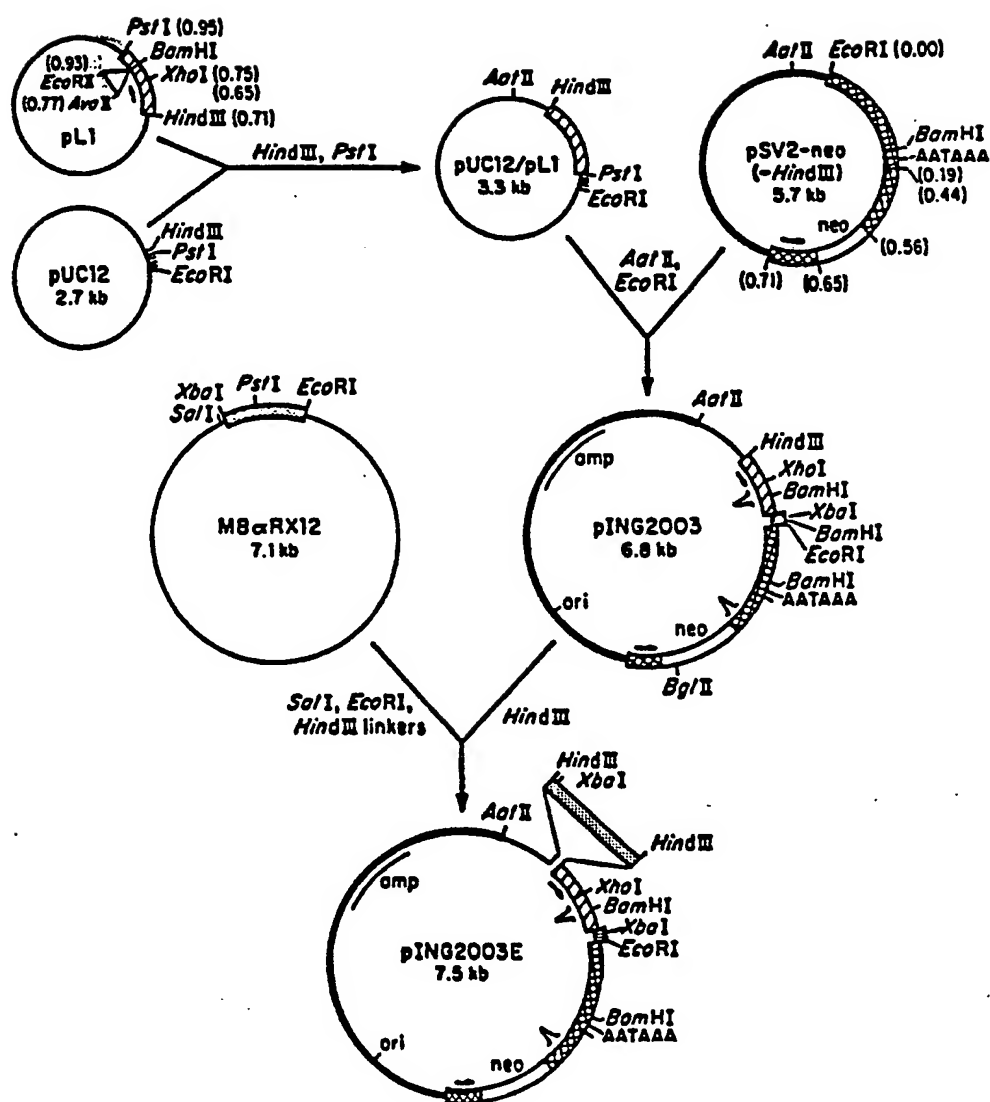 PstI (0.95)
BamHI
(0.93)
EcoRII
XhoI (0.75)
(0.65)
(0.77) AvaII
HindIII (0.71)
pL1
HindIII, PstI
HindIII
PstI
EcoRI
pUC12
2.7 kb
AatII
HindIII
pUC12/pL1
3.3 kb
PstI
EcoRI
AatII
EcoRI (0.00)
pSV2-neo
(-HindIII)
5.7 kb
BamHI
AATAAA
(0.19)
(0.44)
neo
(0.56)
(0.71)
(0.65)
AatII,
EcoRI
XbaI
SalI
PstI
EcoRI
M8αRX12
7.1 kb
AatII
HindIII
amp
XhoI
BamHI
XbaI
BamHI
EcoRI
pING2003
6.8 kb
BamHI
AATAAA
ori
neo
BglII
SalI, EcoRI,
HindIII linkers
HindIII
HindIII
XbaI
AatII
HindIII
amp
XhoI
BamHI
XbaI
EcoRI
pING2003E
7.5 kb
BamHI
AATAAA
ori
neo